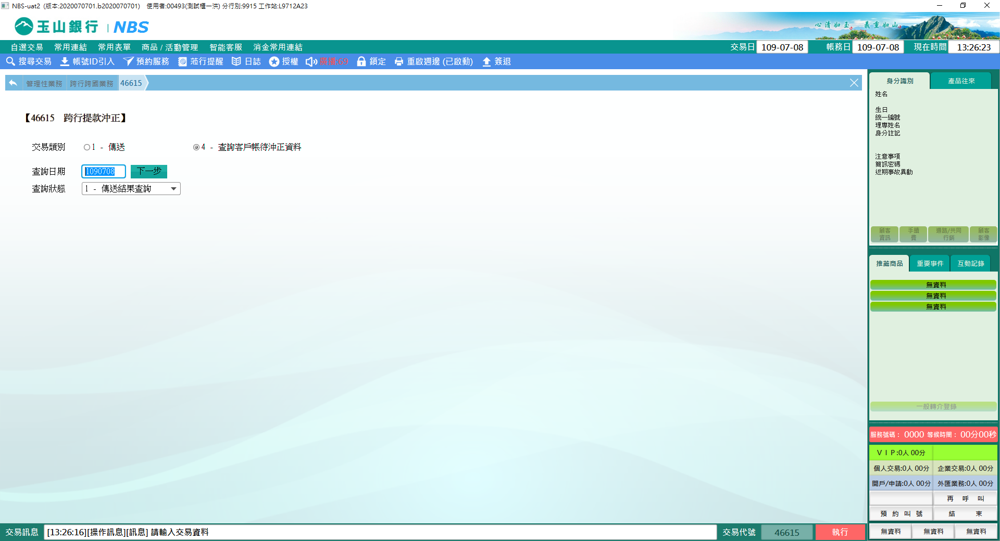 NBS-uat2 (版本:2020070701.b2020070701) 使用者:00493(測試櫃一洪) 分行別:9915 工作站:L9712A23
玉山銀行 | NBS
心清如玉。義重如山。
自選交易 常用連結 常用表單 商品 / 活動管理 智能客服 消金常用連結 交易日 109-07-08 帳務日 109-07-08 現在時間 13:26:23
搜尋交易 帳號ID引入 預約服務 蒞行提醒 日誌 授權 廣播:69 鎖定 重啟週邊 (已啟動) 簽退
管理性業務 跨行跨國業務 46615
【46615 跨行提款沖正】
交易類別 1 - 傳送 4 - 查詢客戶帳待沖正資料
查詢日期 1090708 下一步
查詢狀態 1 - 傳送結果查詢
身分識別 產品往來
姓名
生日
統一編號
理專姓名
身分註記
注意事項
簡訊密碼
近期事故異動
顧客資訊 手續費 通路/共同行銷 顧客影像
推薦商品 重要事件 互動記錄
無資料
無資料
無資料
一般轉介登錄
服務號碼： 0000 等候時間： 00分00秒
ＶＩＰ:0人 00分
個人交易:0人 00分 企業交易:0人 00分
開戶/申請:0人 00分 外匯業務:0人 00分
再 呼 叫
預 約 叫 號 結 束
無資料 無資料 無資料
交易訊息 [13:26:16][操作訊息][訊息] 請輸入交易資料 交易代號 46615 執行